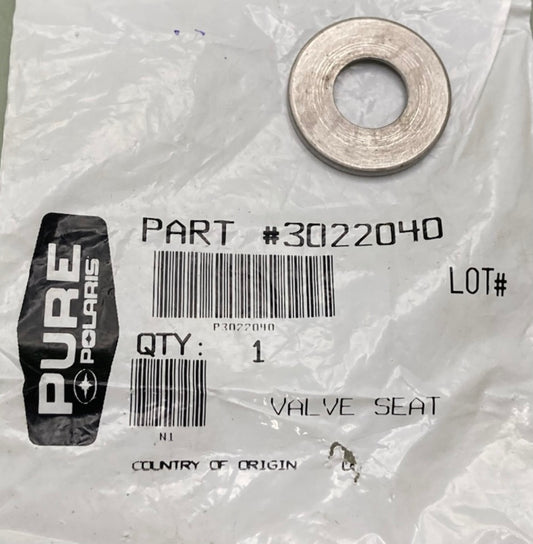 PURE
POLARIS
PART #3022040
P3022040
LOT#
QTY: 1
N1
VALVE SEAT
COUNTRY OF ORIGIN